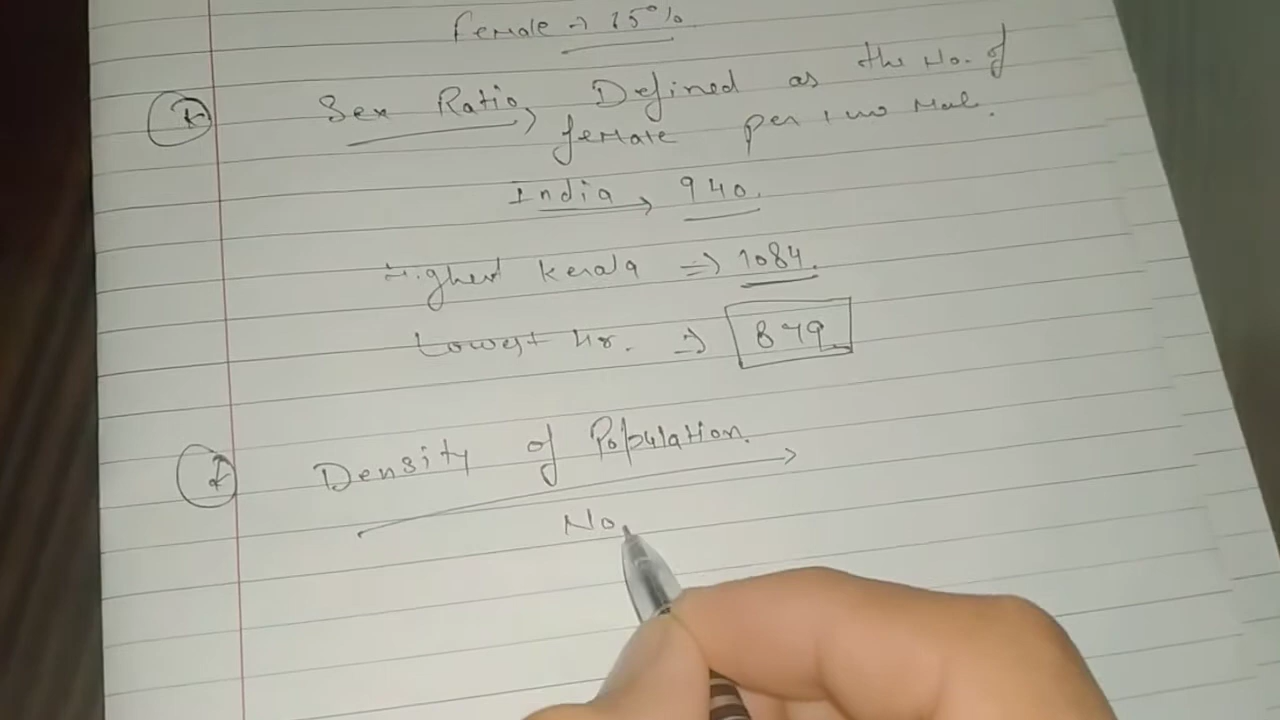 Female → 15%
K Sex Ratio, Defined as the No. of
female per 1000 Male.
India → 940.
Highest Kerala ⇒ 1084.
Lowest Hr. ⇒ 879
Density of Population.
No.